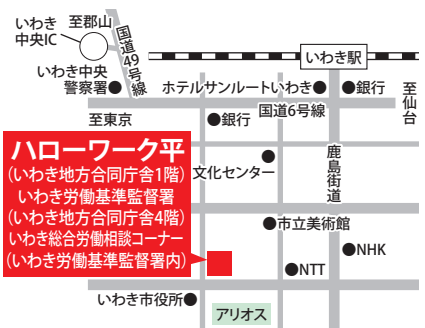 いわき
中央IC
至郡山
国道49号線
いわき駅
いわき中央
警察署
ホテルサンルートいわき
銀行
至仙台
至東京
銀行
国道6号線
ハローワーク平
(いわき地方合同庁舎1階)
いわき労働基準監督署
(いわき地方合同庁舎4階)
いわき総合労働相談コーナー
(いわき労働基準監督署内)
文化センター
鹿島街道
市立美術館
NHK
NTT
いわき市役所
アリオス